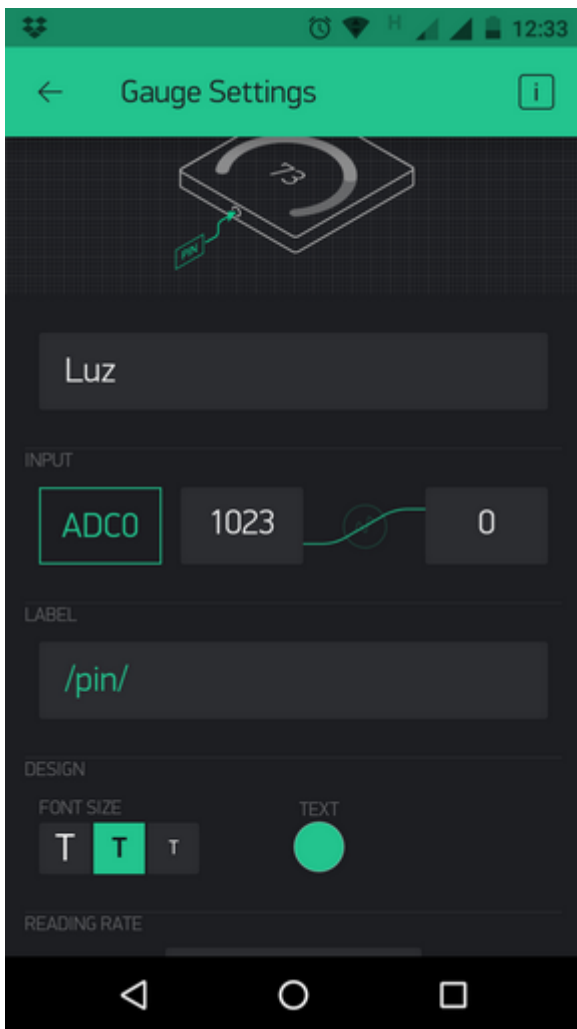 H 12:33
Gauge Settings i
73
PIN
Luz
INPUT
ADC0 1023 0
LABEL
/pin/
DESIGN
FONT SIZE TEXT
T T T
READING RATE